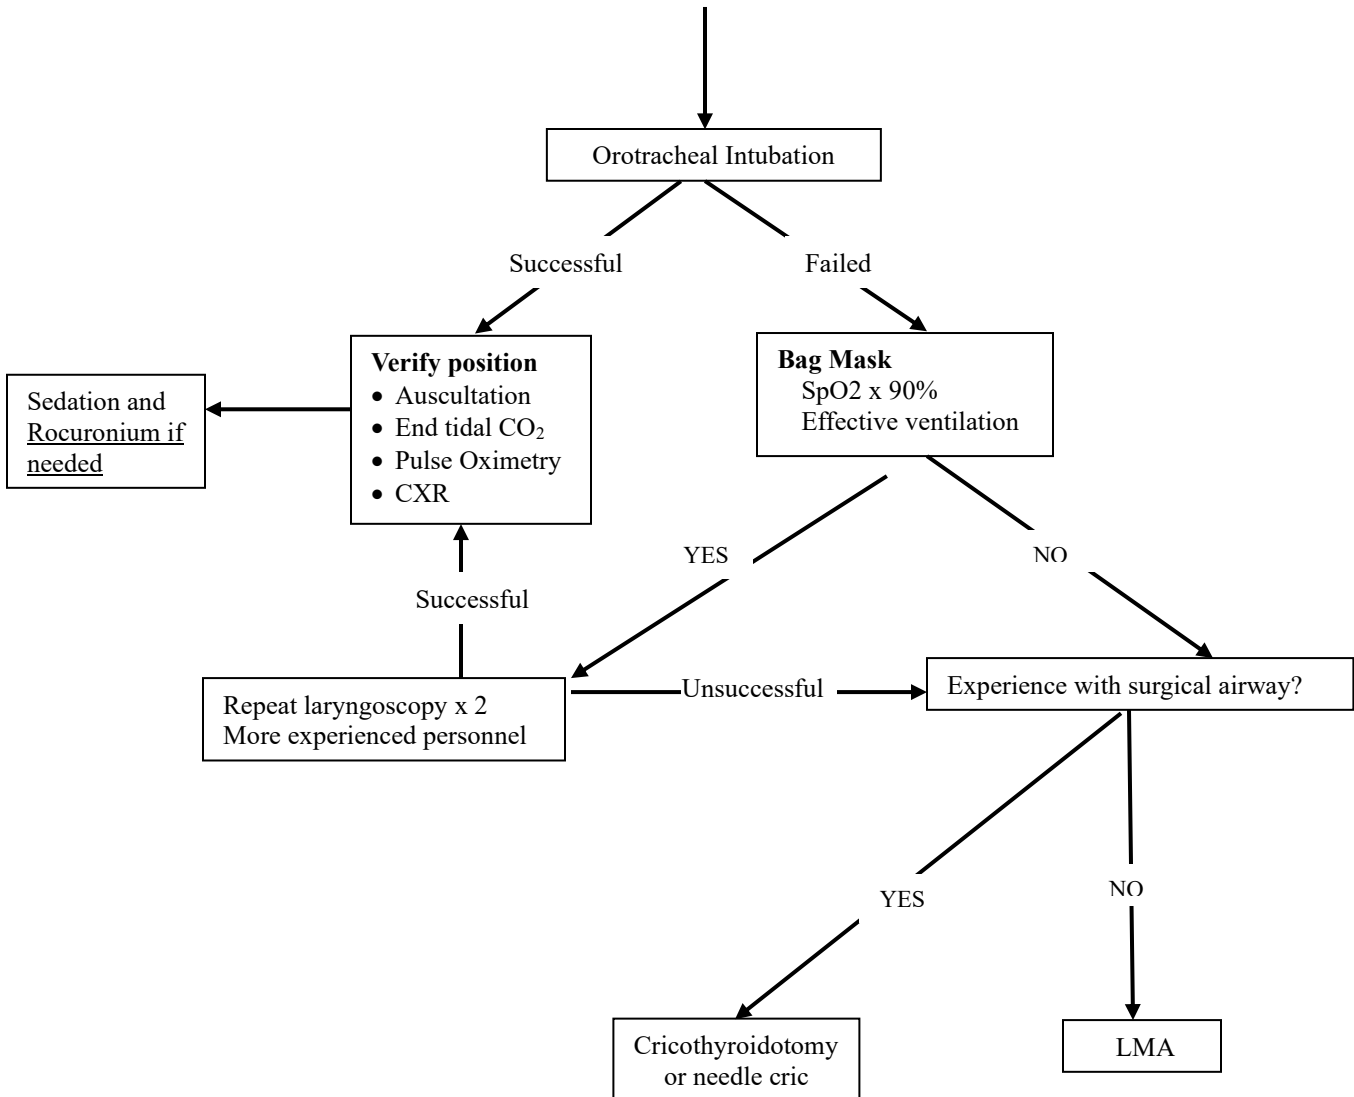 Orotracheal Intubation
Successful
Failed
Verify position
• Auscultation
• End tidal CO₂
• Pulse Oximetry
• CXR
Bag Mask
SpO2 x 90%
Effective ventilation
Sedation and
Rocuronium if
needed
YES
NO
Successful
Repeat laryngoscopy x 2
More experienced personnel
Unsuccessful
Experience with surgical airway?
YES
NO
Cricothyroidotomy
or needle cric
LMA